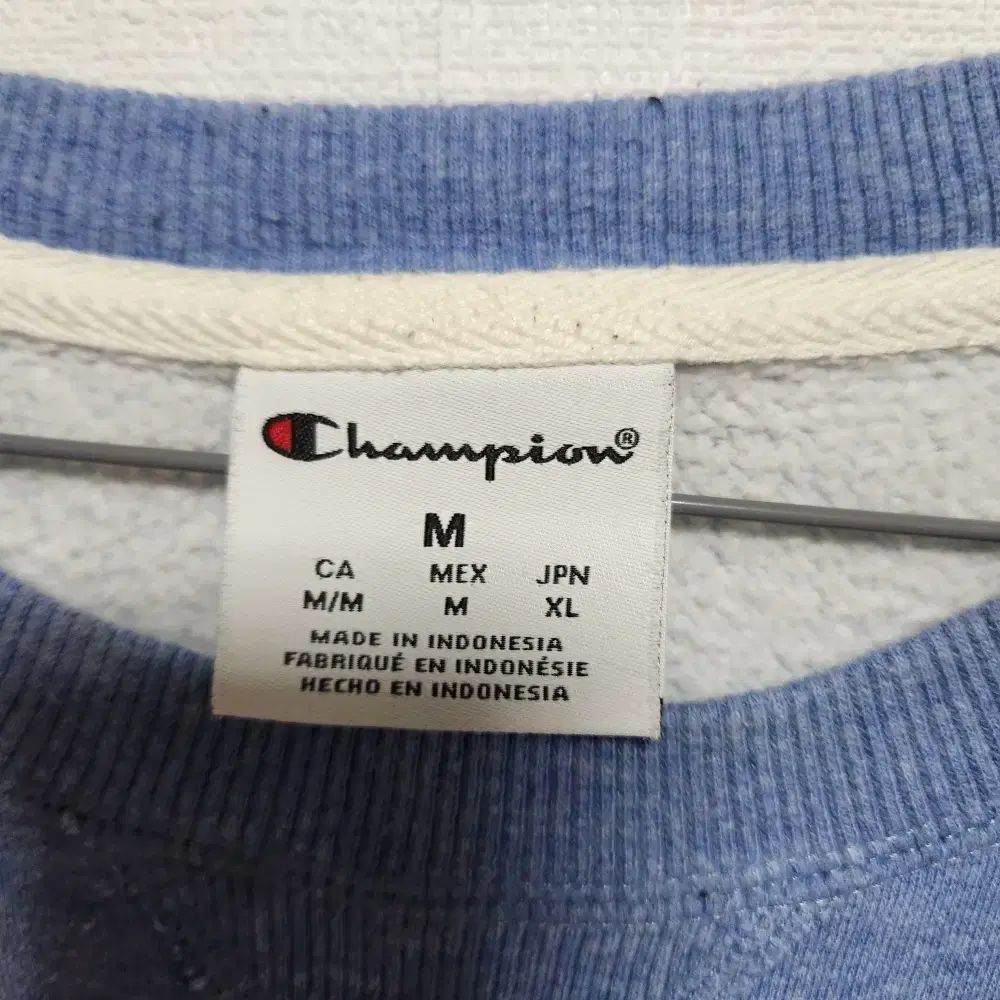 Champion®
M
CA MEX JPN
M/M M XL
MADE IN INDONESIA
FABRIQUÉ EN INDONÉSIE
HECHO EN INDONESIA